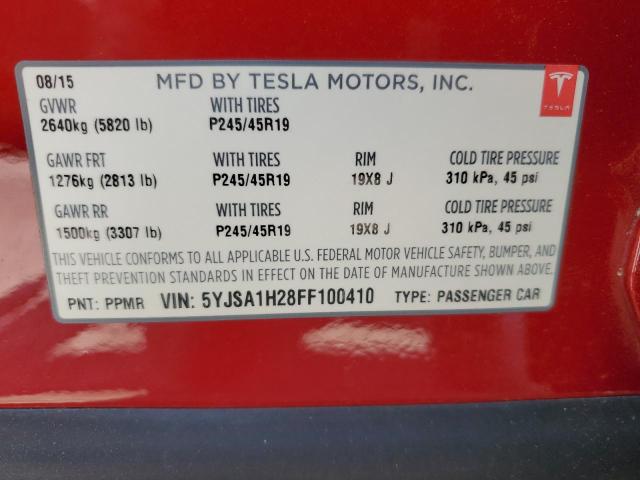 08/15 MFD BY TESLA MOTORS, INC.
TESLA
GVWR WITH TIRES
2640kg (5820 lb) P245/45R19
GAWR FRT WITH TIRES RIM COLD TIRE PRESSURE
1276kg (2813 lb) P245/45R19 19X8 J 310 kPa, 45 psi
GAWR RR WITH TIRES RIM COLD TIRE PRESSURE
1500kg (3307 lb) P245/45R19 19X8 J 310 kPa, 45 psi
THIS VEHICLE CONFORMS TO ALL APPLICABLE U.S. FEDERAL MOTOR VEHICLE SAFETY, BUMPER, AND
THEFT PREVENTION STANDARDS IN EFFECT ON THE DATE OF MANUFACTURE SHOWN ABOVE.
PNT: PPMR VIN: 5YJSA1H28FF100410 TYPE: PASSENGER CAR